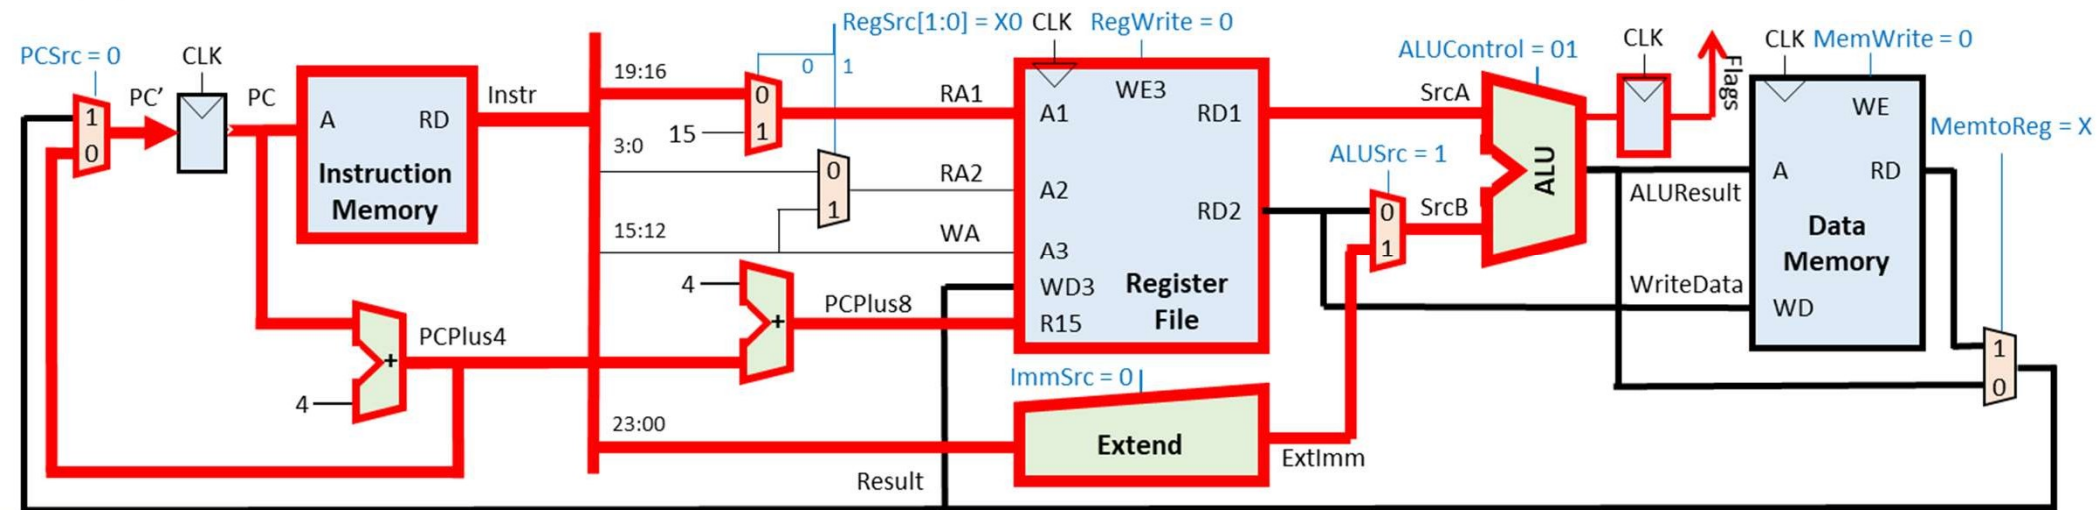 RegSrc[1:0] = X0
CLK
RegWrite = 0
PCSrc = 0
CLK
ALUControl = 01
CLK
Flags
CLK
MemWrite = 0
0
1
19:16
PC’
PC
Instr
1
0
A
RD
Instruction
Memory
0
1
15
RA1
A1
WE3
RD1
SrcA
WE
MemtoReg = X
3:0
0
1
RA2
A2
RD2
ALUSrc = 1
0
1
SrcB
ALU
ALUResult
A
RD
Data
Memory
15:12
WA
A3
4
+
PCPlus8
WD3
R15
Register
File
WriteData
WD
PCPlus4
+
4
1
0
ImmSrc = 0
23:00
Extend
ExtImm
Result